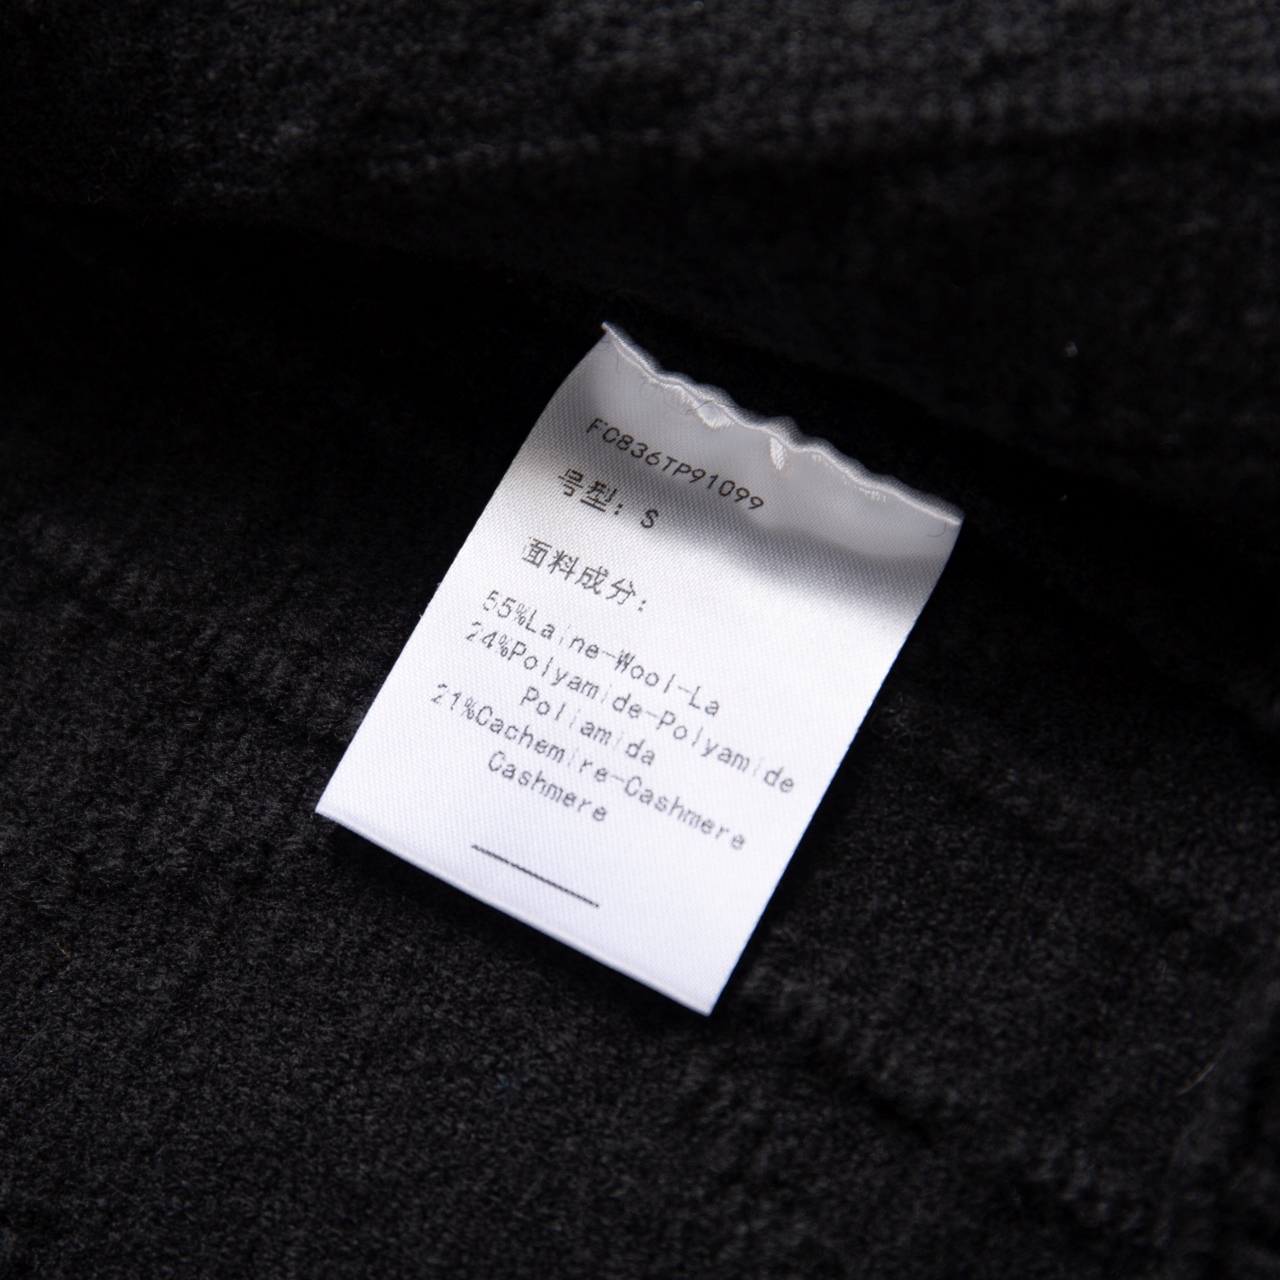 FC836TP91099
号型: S
面料成分:
55%Laine-Wool-La
24%Polyamide-Polyamide
Poliamida
21%Cachemire-Cashmere
Cashmere